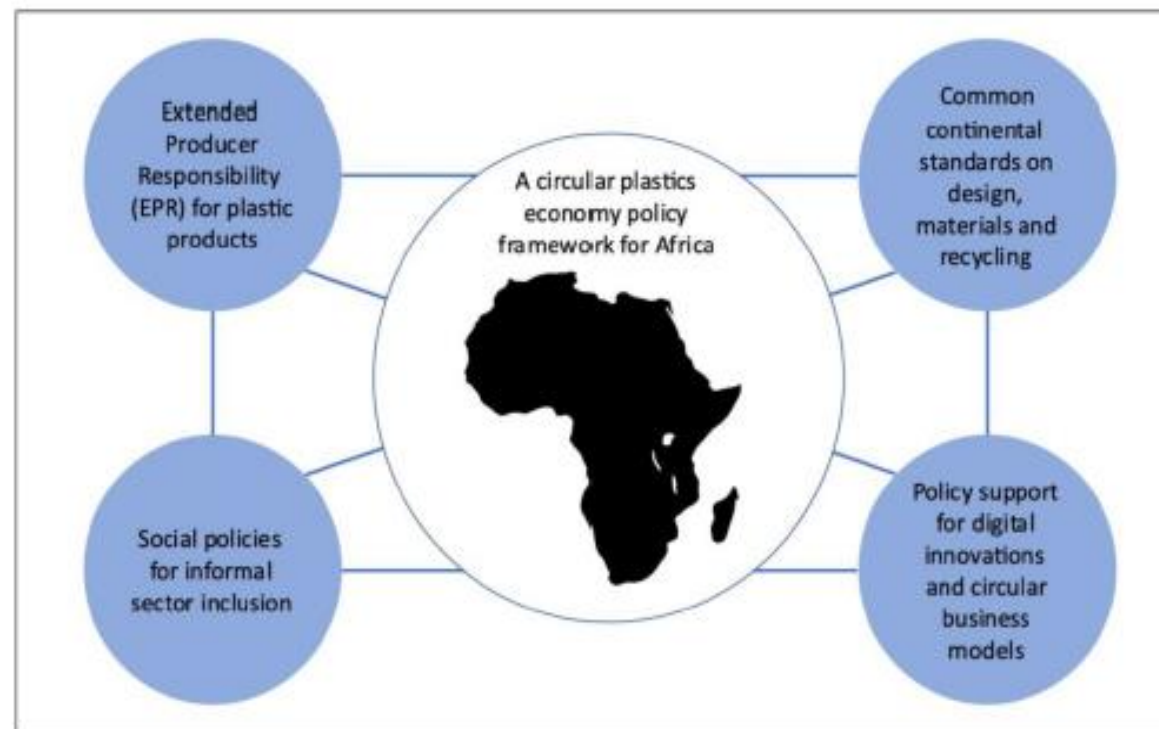 Extended
Producer
Responsibility
(EPR) for plastic
products
A circular plastics
economy policy
framework for Africa
Common
continental
standards on
design,
materials and
recycling
Social policies
for informal
sector inclusion
Policy support
for digital
innovations
and circular
business
models